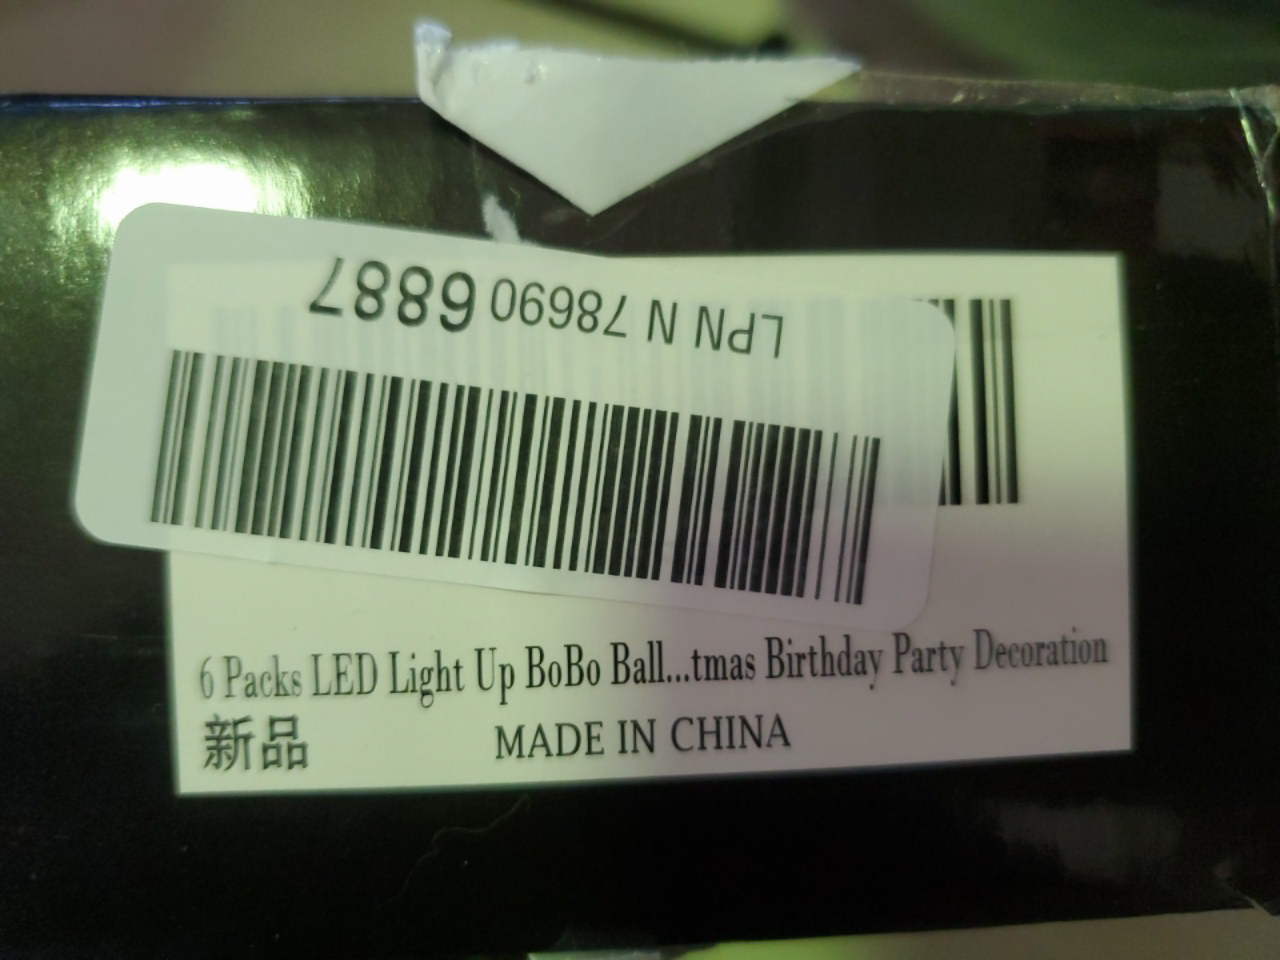 LPN N 78690 6887
6 Packs LED Light Up BoBo Ball...tmas Birthday Party Decoration
新品
MADE IN CHINA